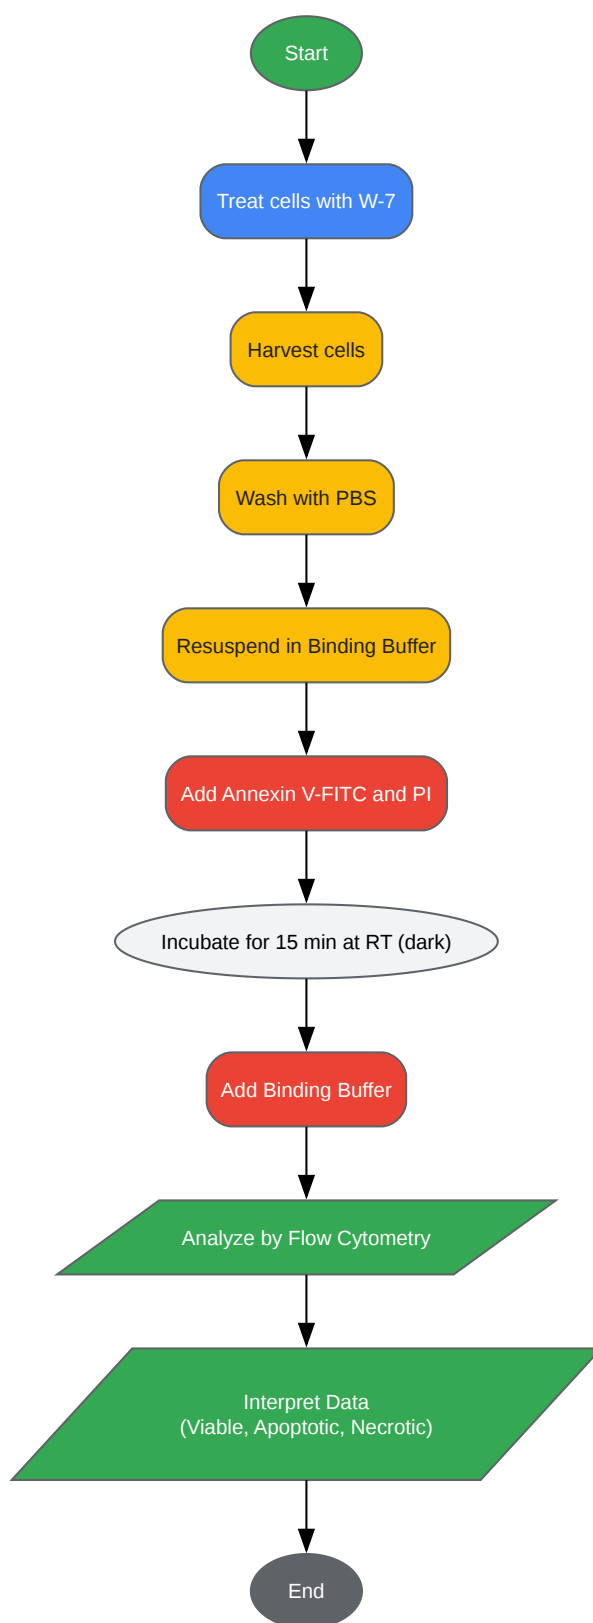 Start
Treat cells with W-7
Harvest cells
Wash with PBS
Resuspend in Binding Buffer
Add Annexin V-FITC and PI
Incubate for 15 min at RT (dark)
Add Binding Buffer
Analyze by Flow Cytometry
Interpret Data
(Viable, Apoptotic, Necrotic)
End